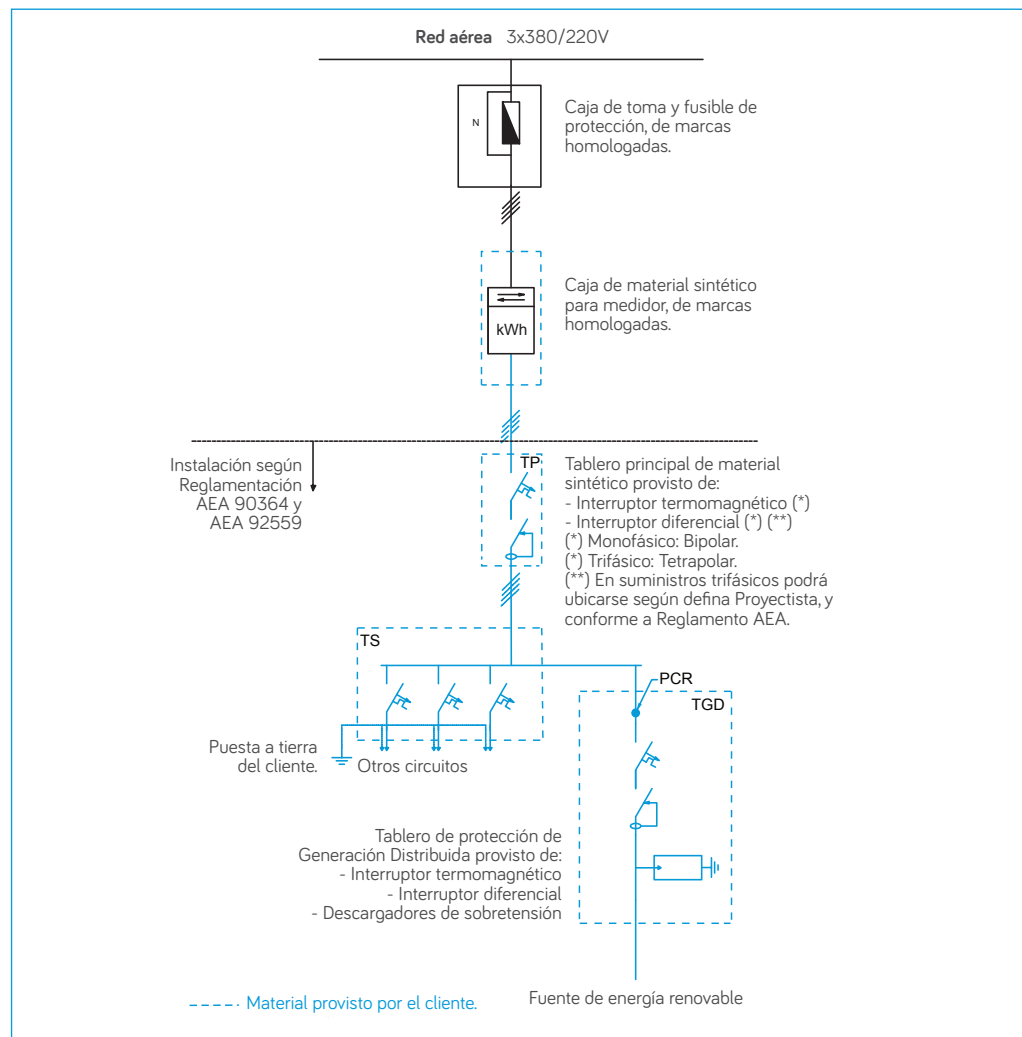 Red aérea 3x380/220V
N
Caja de toma y fusible de
protección, de marcas
homologadas.
Caja de material sintético
para medidor, de marcas
homologadas.
kWh
Instalación según
Reglamentación
AEA 90364 y
AEA 92559
TP
Tablero principal de material
sintético provisto de:
- Interruptor termomagnético (*)
- Interruptor diferencial (*) (**)
(*) Monofásico: Bipolar.
(*) Trifásico: Tetrapolar.
(**) En suministros trifásicos podrá
ubicarse según defina Proyectista, y
conforme a Reglamento AEA.
TS
PCR
TGD
Puesta a tierra
del cliente.
Otros circuitos
Tablero de protección de
Generación Distribuida provisto de:
- Interruptor termomagnético
- Interruptor diferencial
- Descargadores de sobretensión
Material provisto por el cliente.
Fuente de energía renovable